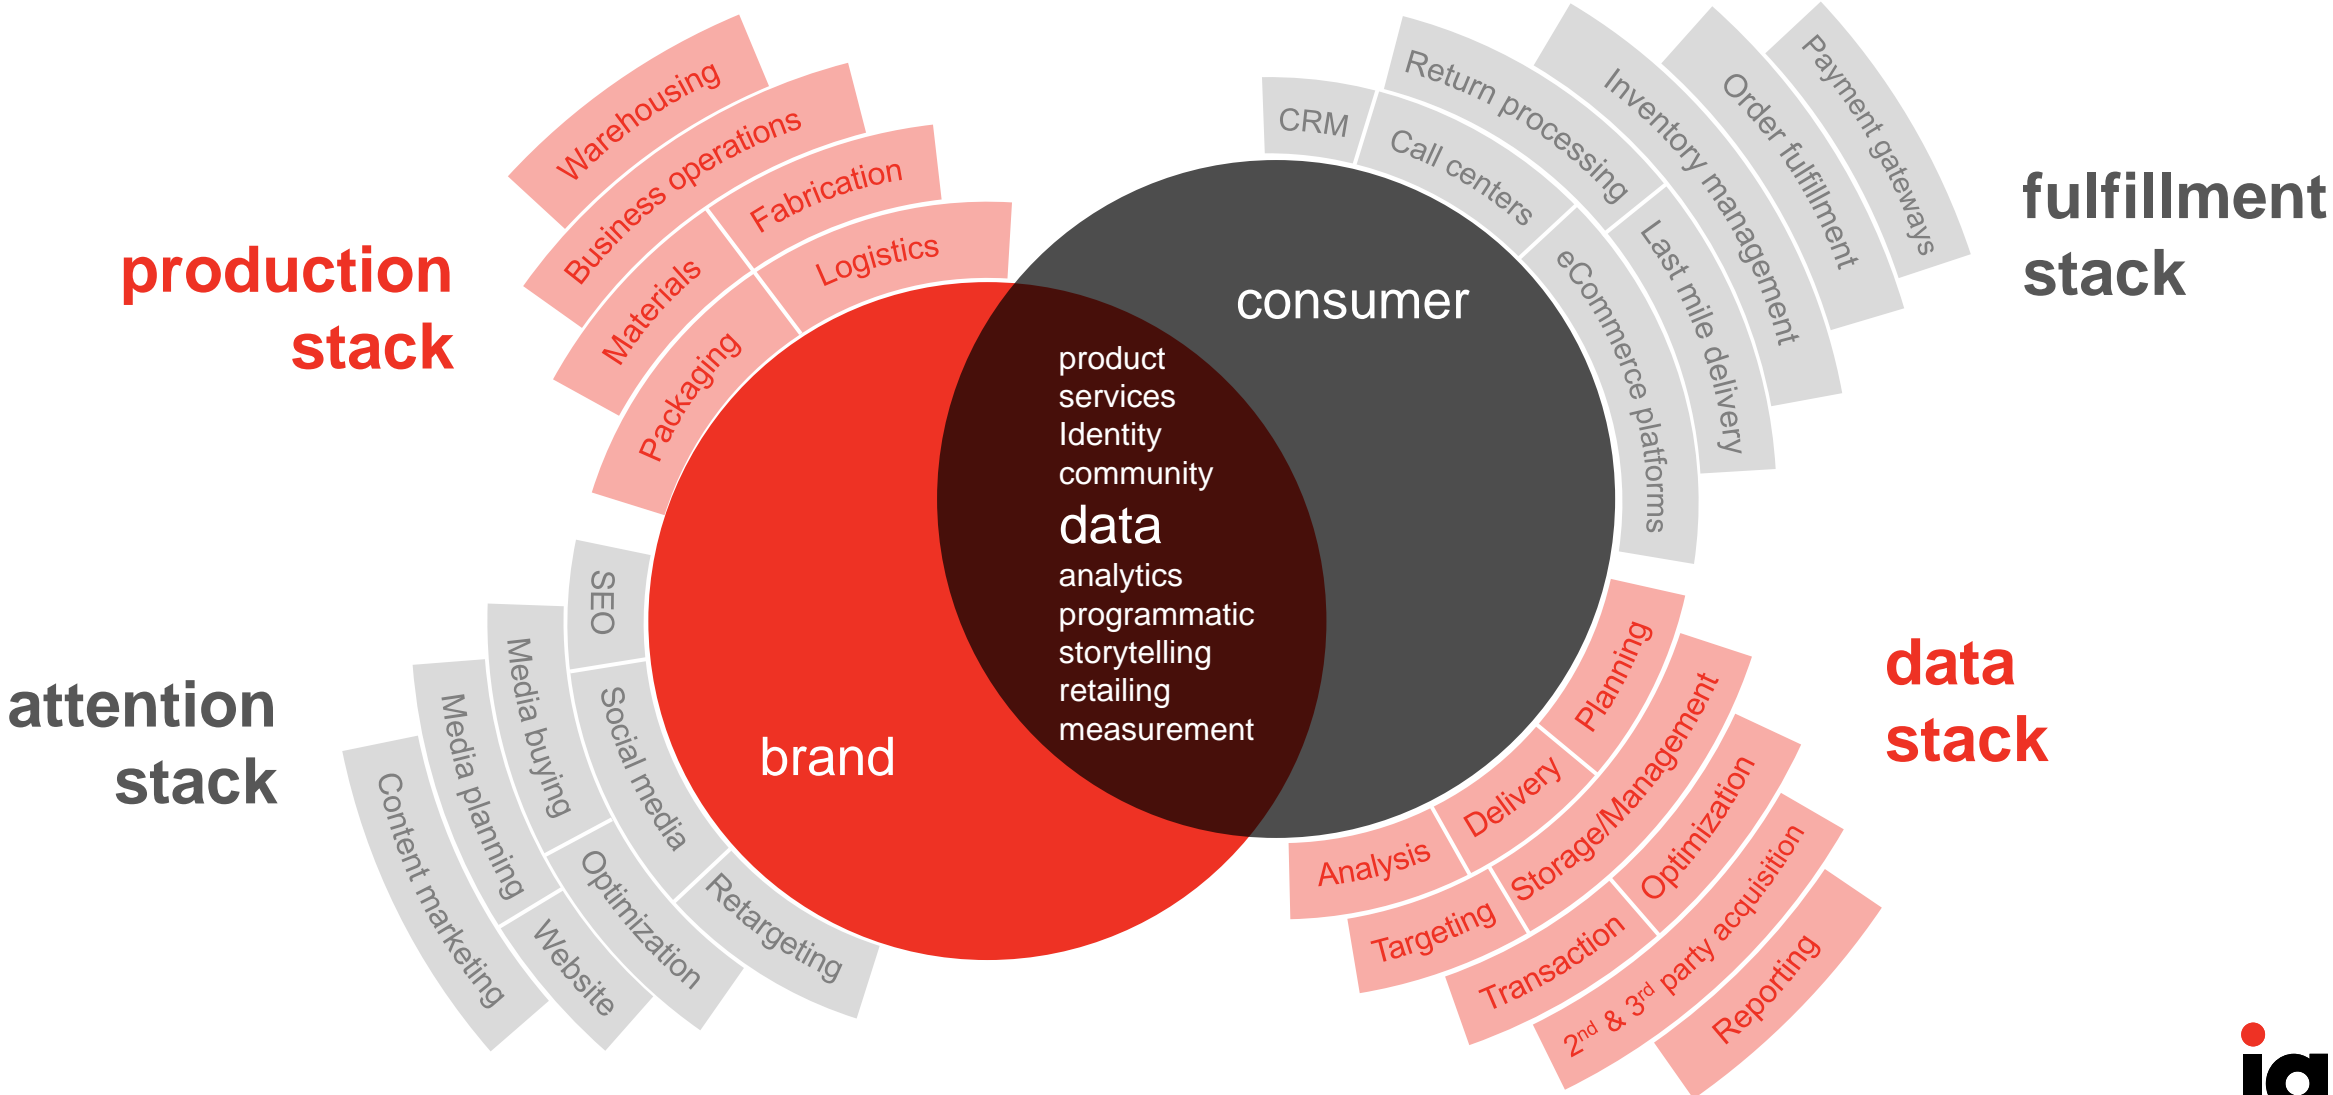 production
stack
Warehousing
Business operations
Materials
Fabrication
Packaging
Logistics
fulfillment
stack
CRM
Call centers
eCommerce platforms
Return processing
Last mile delivery
Inventory management
Order fulfillment
Payment gateways
consumer
product
services
Identity
community
data
analytics
programmatic
storytelling
retailing
measurement
brand
attention
stack
SEO
Social media
Retargeting
Media buying
Optimization
Media planning
Website
Content marketing
data
stack
Planning
Delivery
Analysis
Storage/Management
Targeting
Optimization
Transaction
2nd & 3rd party acquisition
Reporting